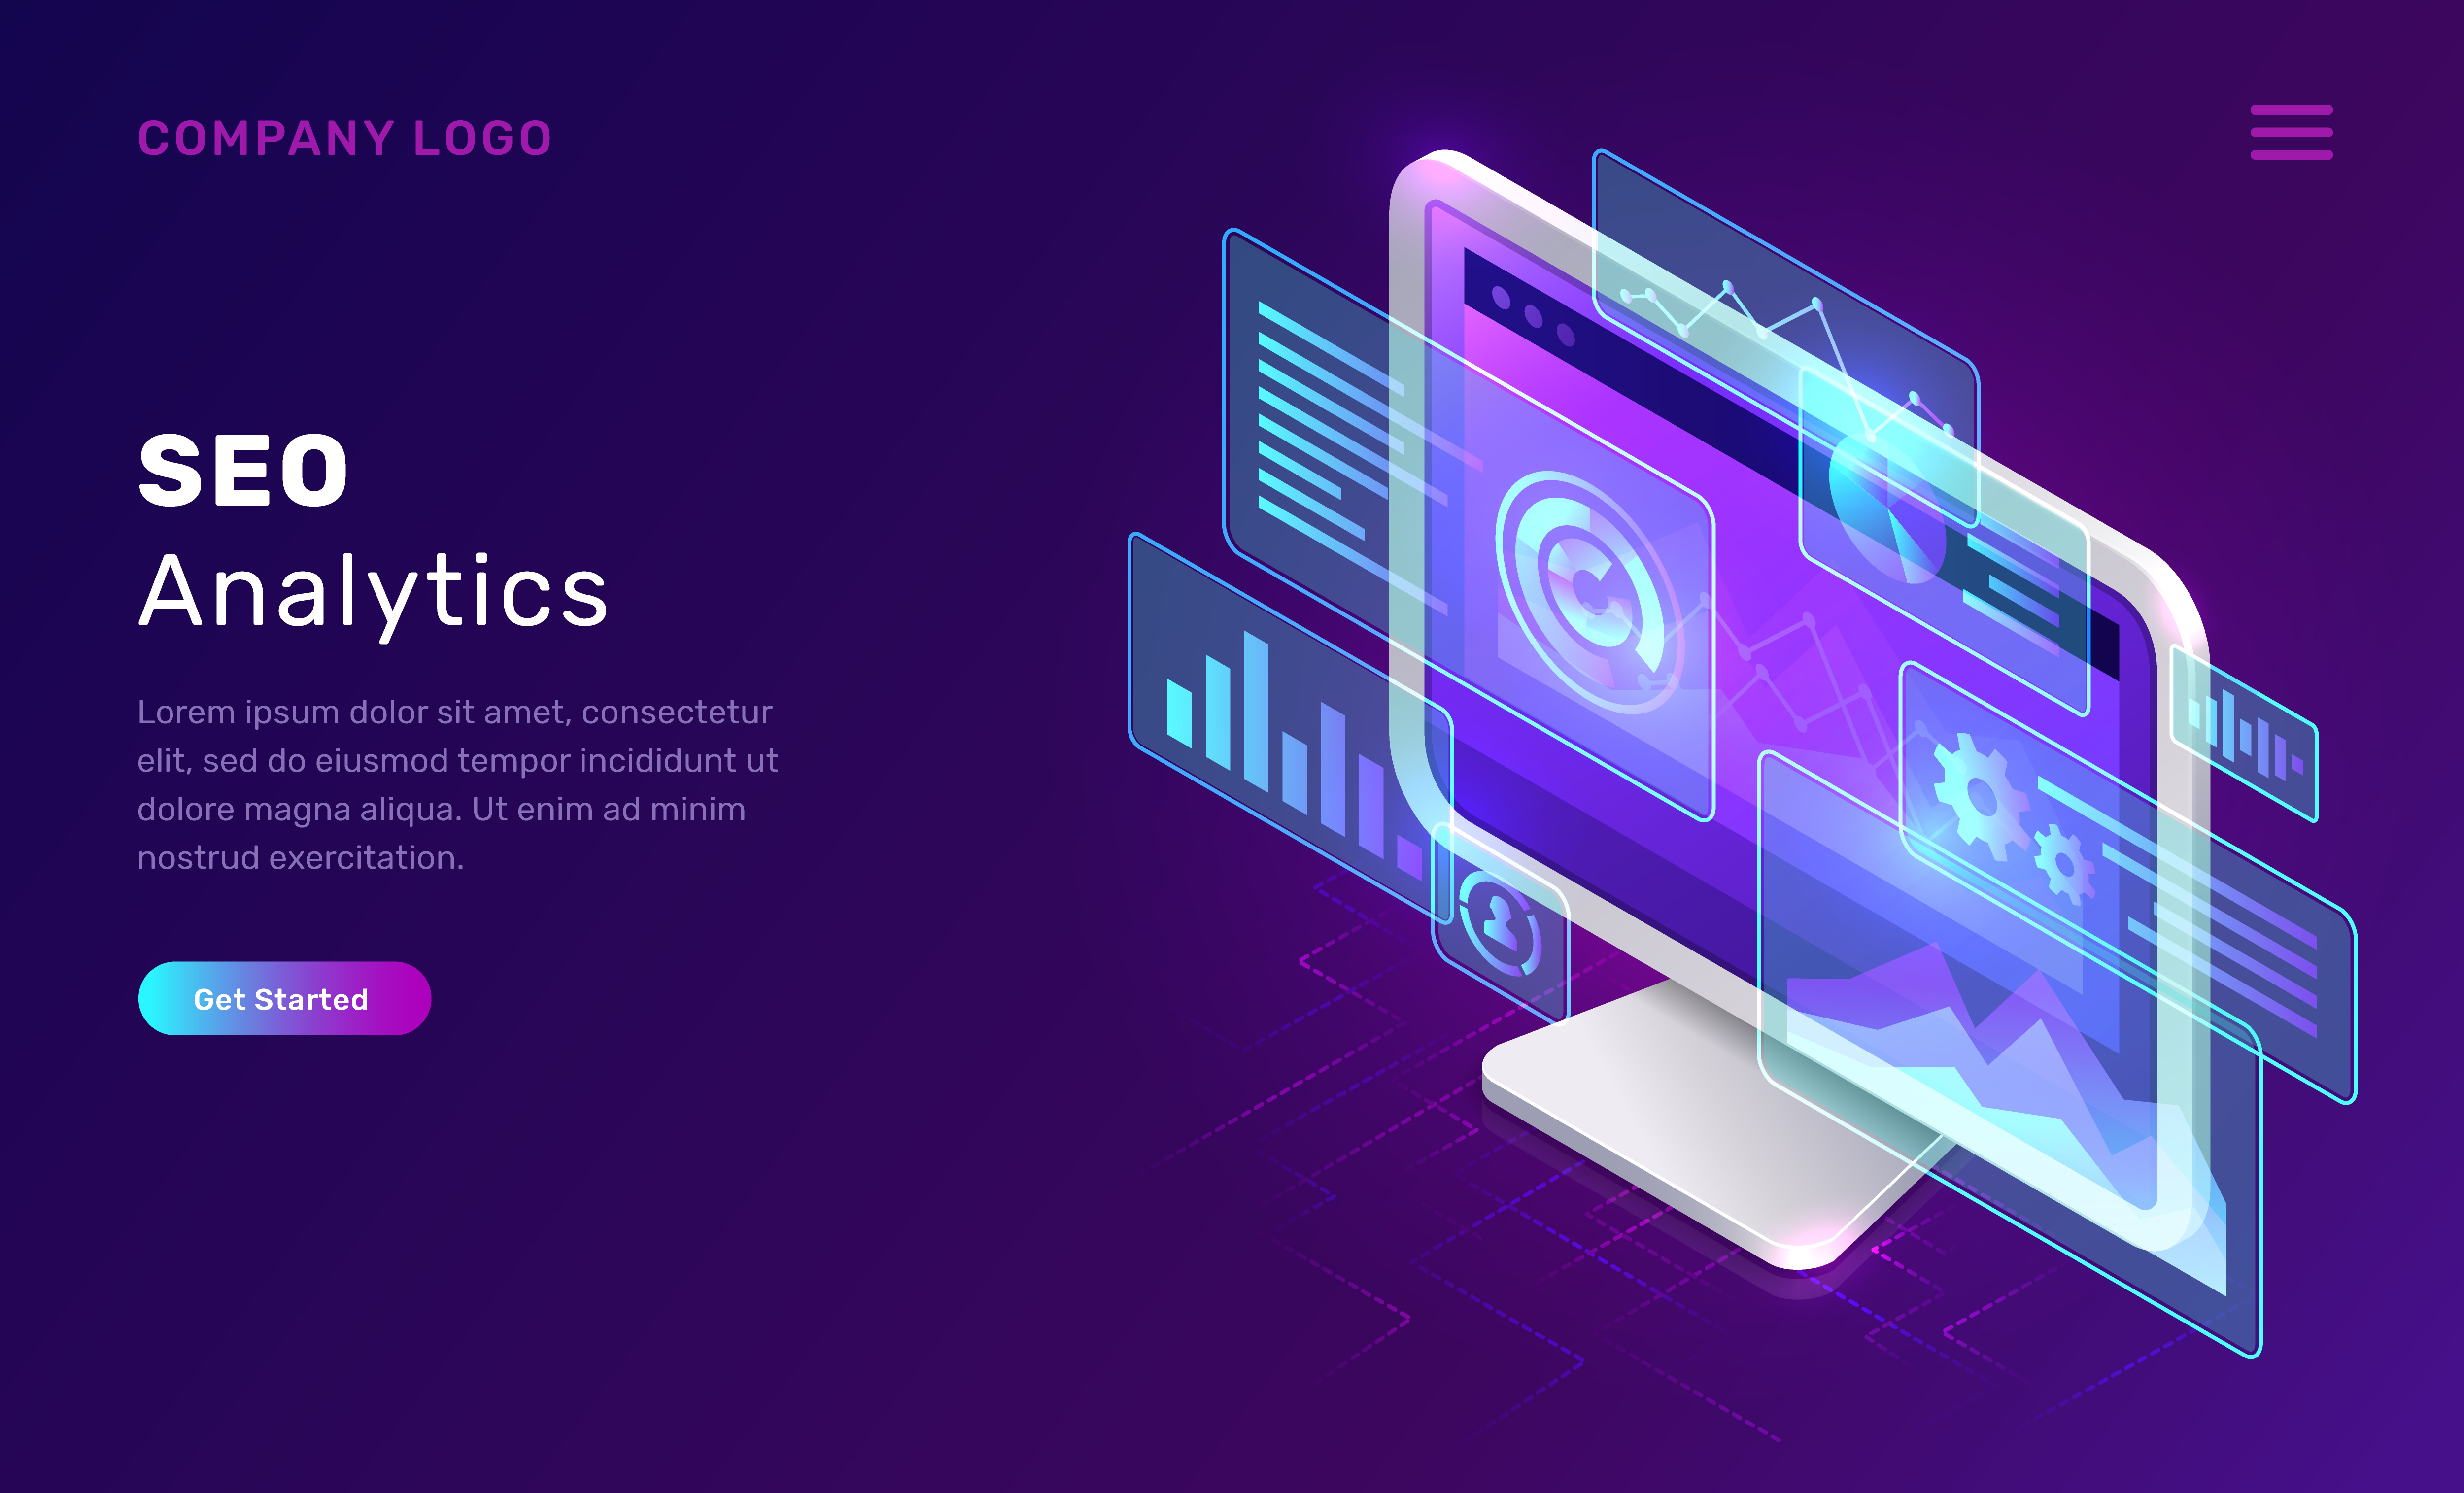 COMPANY LOGO
SEO
Analytics
Lorem ipsum dolor sit amet, consectetur
elit, sed do eiusmod tempor incididunt ut
dolore magna aliqua. Ut enim ad minim
nostrud exercitation.
Get Started